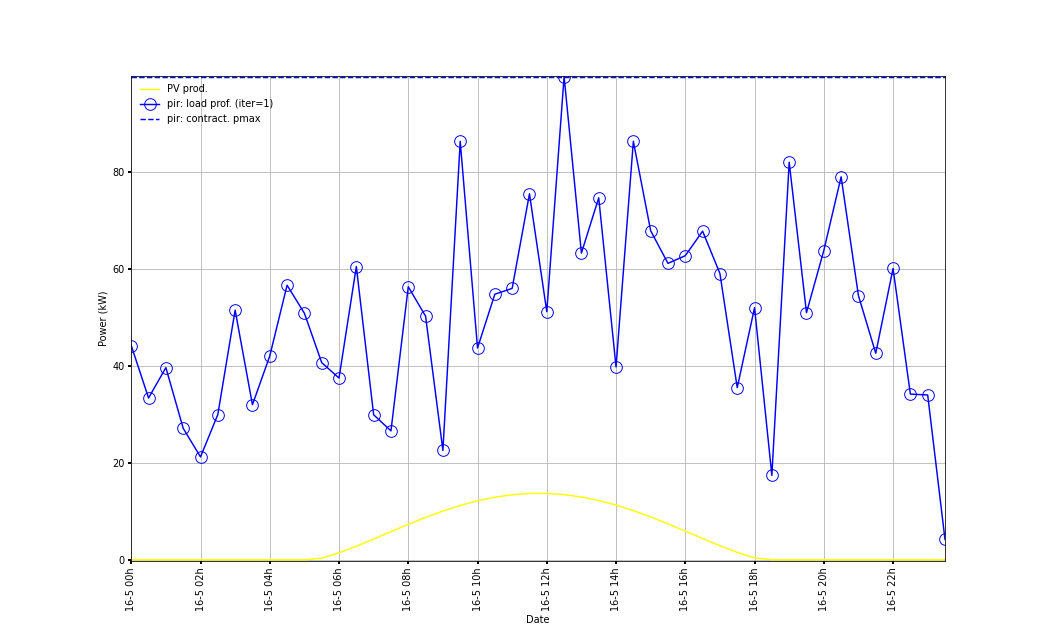 PV prod.
pir: load prof. (iter=1)
pir: contract. pmax
80
60
40
20
0
Power (kW)
16-5 00h
16-5 02h
16-5 04h
16-5 06h
16-5 08h
16-5 10h
16-5 12h
16-5 14h
16-5 16h
16-5 18h
16-5 20h
16-5 22h
Date